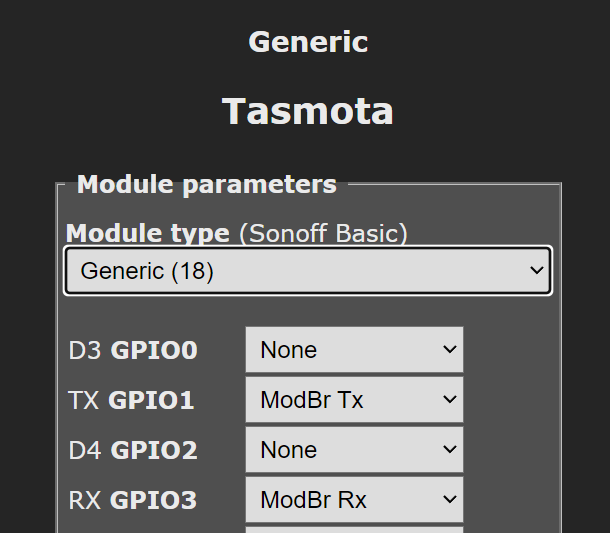 Generic
Tasmota
Module parameters
Module type (Sonoff Basic)
Generic (18)
D3 GPIO0 None
TX GPIO1 ModBr Tx
D4 GPIO2 None
RX GPIO3 ModBr Rx